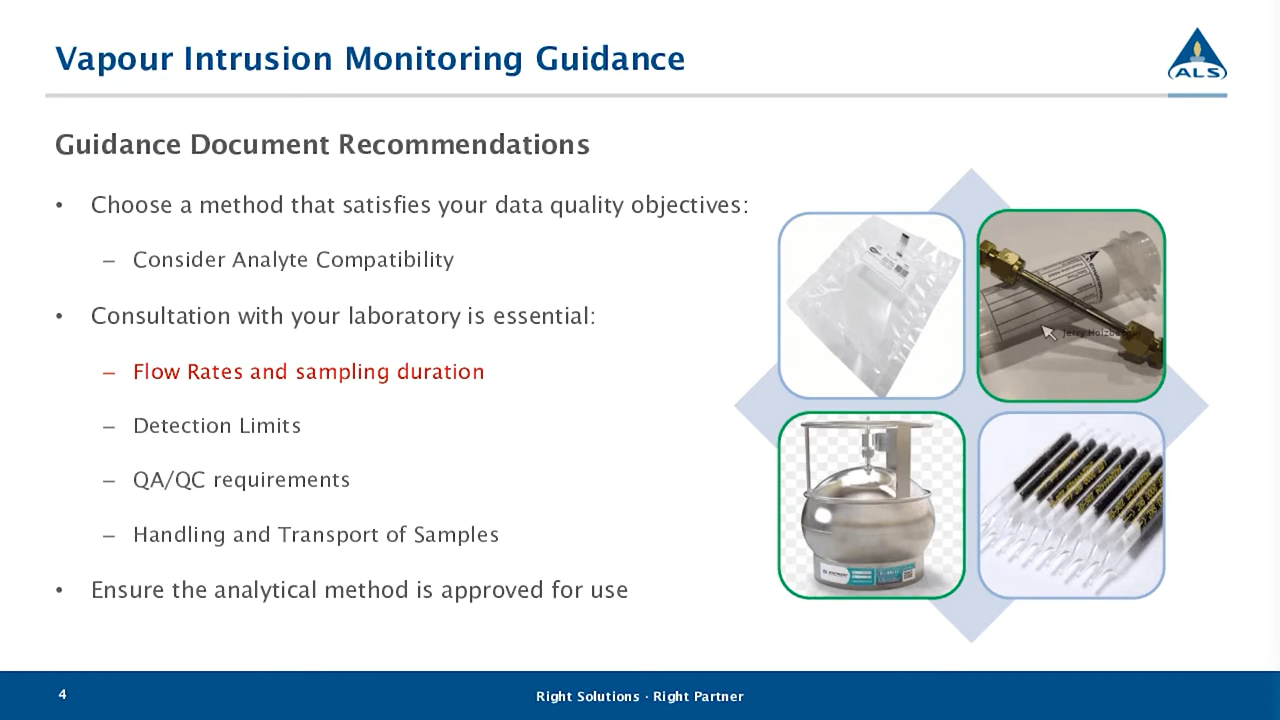 Vapour Intrusion Monitoring Guidance
ALS
Guidance Document Recommendations
• Choose a method that satisfies your data quality objectives:
– Consider Analyte Compatibility
• Consultation with your laboratory is essential:
– Flow Rates and sampling duration
– Detection Limits
– QA/QC requirements
– Handling and Transport of Samples
• Ensure the analytical method is approved for use
4
Right Solutions · Right Partner